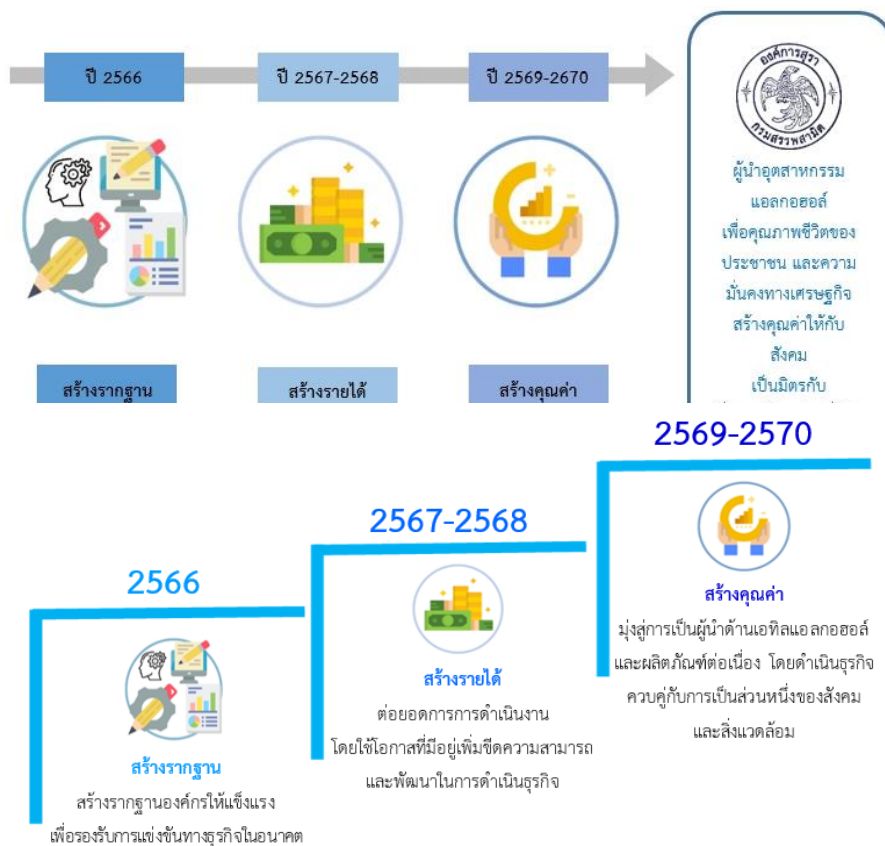 ปี 2566
ปี 2567-2568
ปี 2569-2670
องค์การสุรา
กรมสรรพสามิต
ผู้นำอุตสาหกรรม
แอลกอฮอล์
เพื่อคุณภาพชีวิตของ
ประชาชน และความ
มั่นคงทางเศรษฐกิจ
สร้างคุณค่าให้กับ
สังคม
เป็นมิตรกับ
สร้างรากฐาน
สร้างรายได้
สร้างคุณค่า
2566
สร้างรากฐาน
สร้างรากฐานองค์กรให้แข็งแรง
เพื่อรองรับการแข่งขันทางธุรกิจในอนาคต
2567-2568
สร้างรายได้
ต่อยอดการการดำเนินงาน
โดยใช้โอกาสที่มีอยู่เพิ่มขีดความสามารถ
และพัฒนาในการดำเนินธุรกิจ
2569-2570
สร้างคุณค่า
มุ่งสู่การเป็นผู้นำด้านเอทิลแอลกอฮอล์
และผลิตภัณฑ์ต่อเนื่อง โดยดำเนินธุรกิจ
ควบคู่กับการเป็นส่วนหนึ่งของสังคม
และสิ่งแวดล้อม